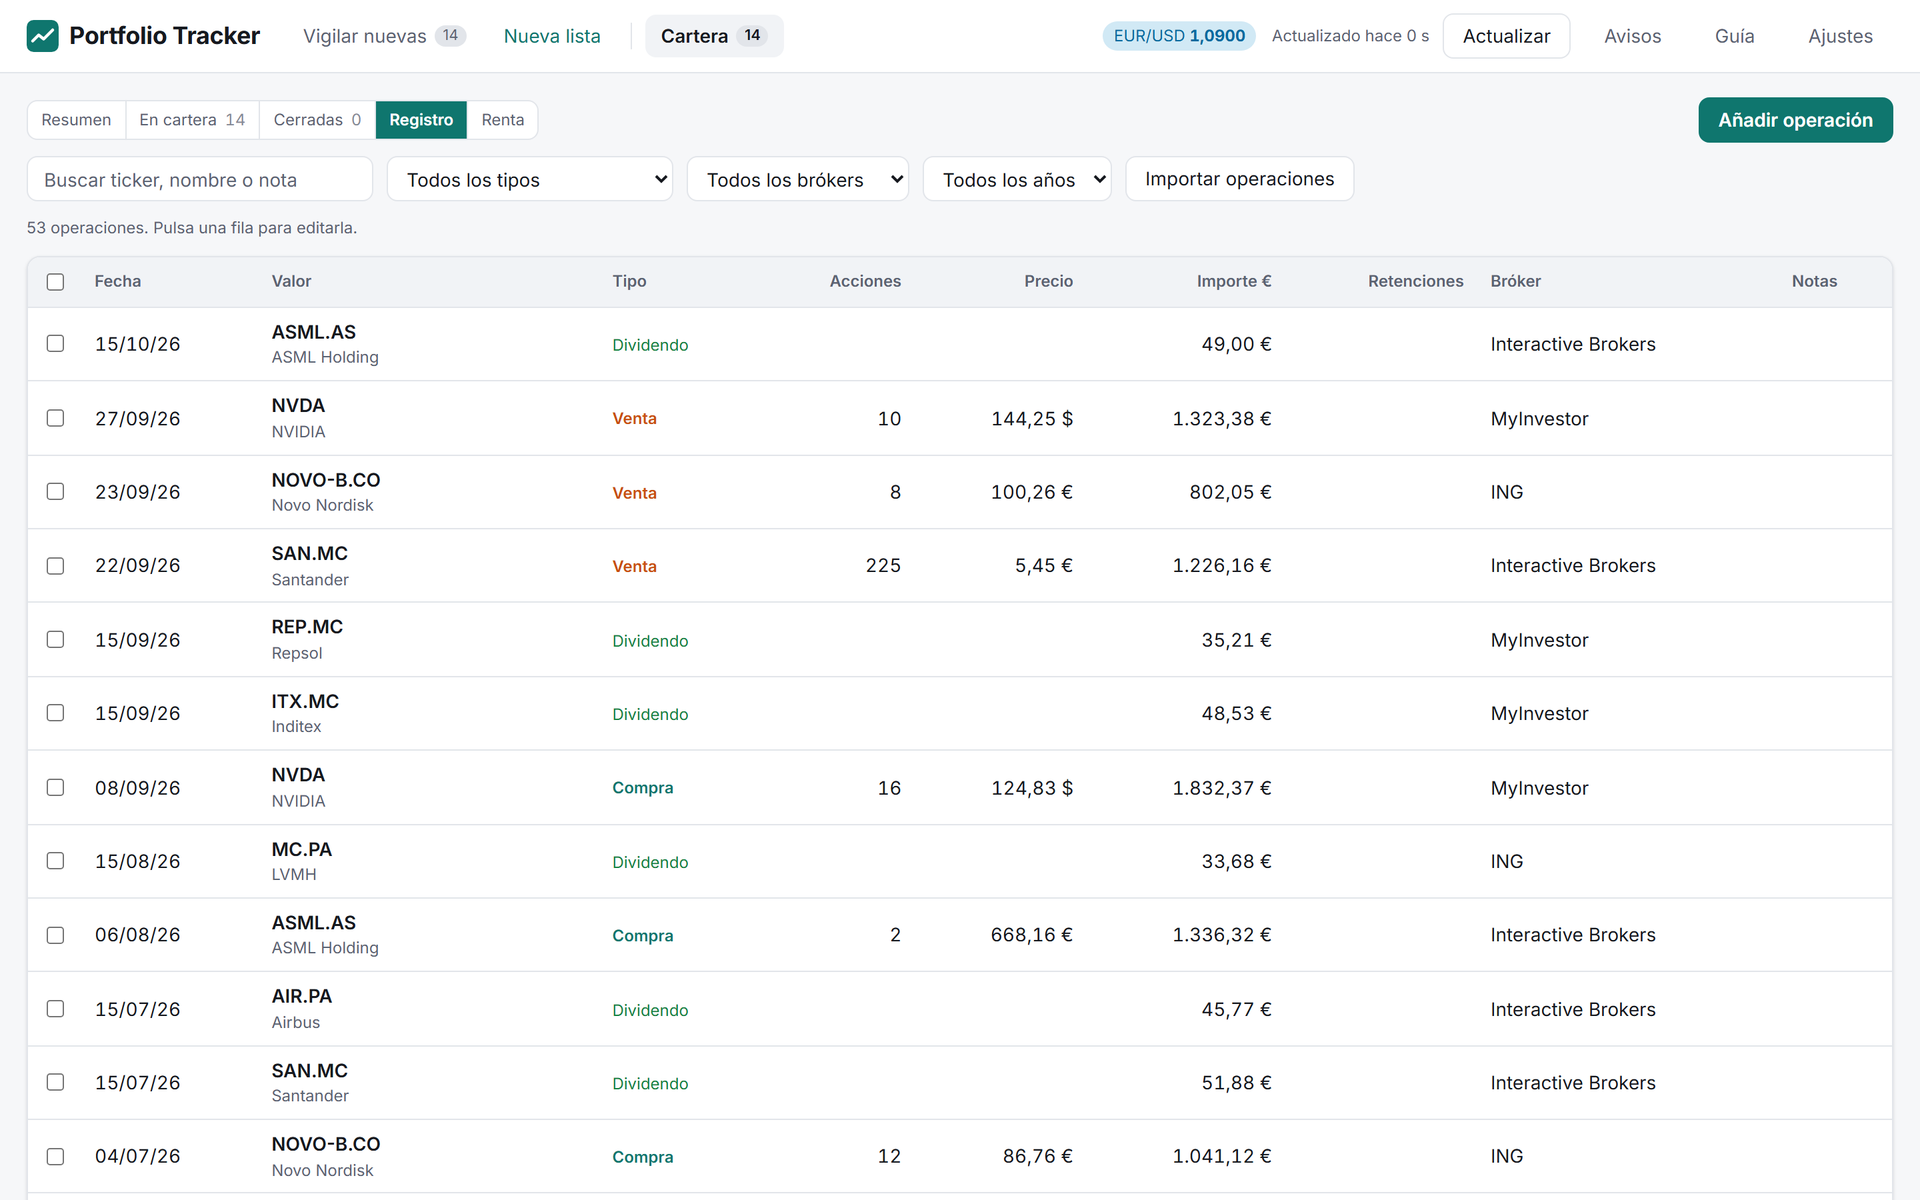 Portfolio Tracker Vigilar nuevas 14 Nueva lista Cartera 14 EUR/USD 1,0900 Actualizado hace 0 s Actualizar Avisos Guía Ajustes
Resumen En cartera 14 Cerradas 0 Registro Renta Añadir operación
Buscar ticker, nombre o nota Todos los tipos Todos los brókers Todos los años Importar operaciones
53 operaciones. Pulsa una fila para editarla.
Fecha Valor Tipo Acciones Precio Importe € Retenciones Bróker Notas
15/10/26 ASML.AS Dividendo 49,00 € Interactive Brokers
ASML Holding
27/09/26 NVDA Venta 10 144,25 $ 1.323,38 € MyInvestor
NVIDIA
23/09/26 NOVO-B.CO Venta 8 100,26 € 802,05 € ING
Novo Nordisk
22/09/26 SAN.MC Venta 225 5,45 € 1.226,16 € Interactive Brokers
Santander
15/09/26 REP.MC Dividendo 35,21 € MyInvestor
Repsol
15/09/26 ITX.MC Dividendo 48,53 € MyInvestor
Inditex
08/09/26 NVDA Compra 16 124,83 $ 1.832,37 € MyInvestor
NVIDIA
15/08/26 MC.PA Dividendo 33,68 € ING
LVMH
06/08/26 ASML.AS Compra 2 668,16 € 1.336,32 € Interactive Brokers
ASML Holding
15/07/26 AIR.PA Dividendo 45,77 € Interactive Brokers
Airbus
15/07/26 SAN.MC Dividendo 51,88 € Interactive Brokers
Santander
04/07/26 NOVO-B.CO Compra 12 86,76 € 1.041,12 € ING
Novo Nordisk